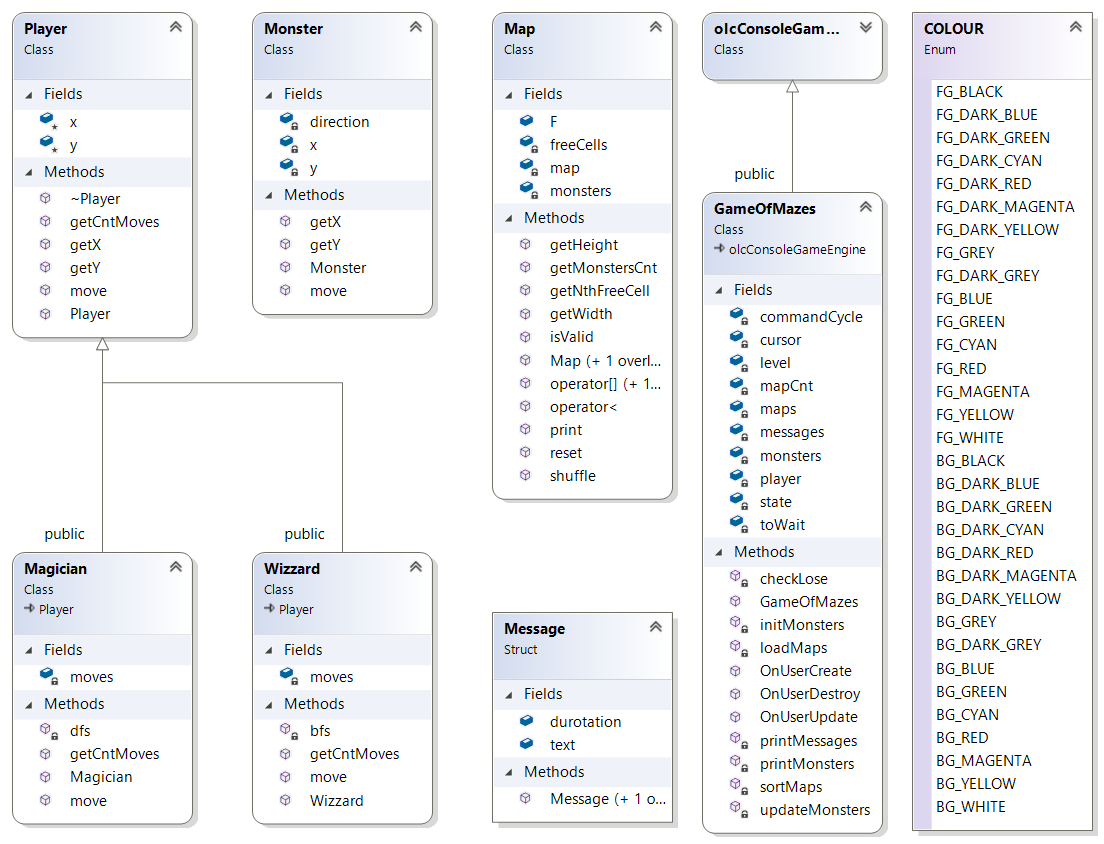 Player
Class
Fields
x
y
Methods
~Player
getCntMoves
getX
getY
move
Player
Monster
Class
Fields
direction
x
y
Methods
getX
getY
Monster
move
Map
Class
Fields
F
freeCells
map
monsters
Methods
getHeight
getMonstersCnt
getNthFreeCell
getWidth
isValid
Map (+ 1 overl...
operator[] (+ 1...
operator<
print
reset
shuffle
olcConsoleGam...
Class
public
GameOfMazes
Class
olcConsoleGameEngine
Fields
commandCycle
cursor
level
mapCnt
maps
messages
monsters
player
state
toWait
Methods
checkLose
GameOfMazes
initMonsters
loadMaps
OnUserCreate
OnUserDestroy
OnUserUpdate
printMessages
printMonsters
sortMaps
updateMonsters
COLOUR
Enum
FG_BLACK
FG_DARK_BLUE
FG_DARK_GREEN
FG_DARK_CYAN
FG_DARK_RED
FG_DARK_MAGENTA
FG_DARK_YELLOW
FG_GREY
FG_DARK_GREY
FG_BLUE
FG_GREEN
FG_CYAN
FG_RED
FG_MAGENTA
FG_YELLOW
FG_WHITE
BG_BLACK
BG_DARK_BLUE
BG_DARK_GREEN
BG_DARK_CYAN
BG_DARK_RED
BG_DARK_MAGENTA
BG_DARK_YELLOW
BG_GREY
BG_DARK_GREY
BG_BLUE
BG_GREEN
BG_CYAN
BG_RED
BG_MAGENTA
BG_YELLOW
BG_WHITE
public
Magician
Class
Player
Fields
moves
Methods
dfs
getCntMoves
Magician
move
public
Wizzard
Class
Player
Fields
moves
Methods
bfs
getCntMoves
move
Wizzard
Message
Struct
Fields
durotation
text
Methods
Message (+ 1 o...